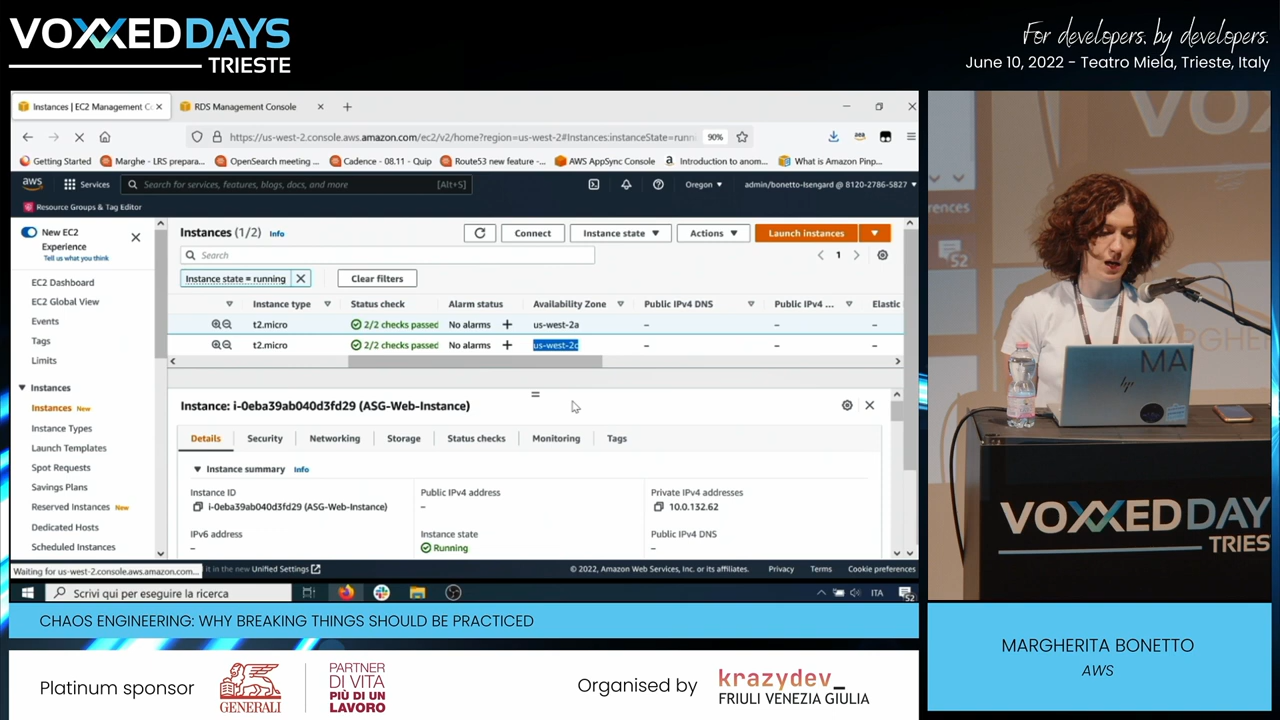 VOXXEDDAYS
TRIESTE
For developers, by developers.
June 10, 2022 - Teatro Miela, Trieste, Italy
Instances | EC2 Management Co
RDS Management Console
https://us-west-2.console.aws.amazon.com/ec2/v2/home?region=us-west-2#Instances:instanceState=runn
90%
Getting Started
Marghe - LRS prepara...
OpenSearch meeting ...
Cadence - 08.11 - Quip
Route53 new feature -...
AWS AppSync Console
Introduction to anom...
What is Amazon Pinp...
aws
Services
Search for services, features, blogs, docs, and more
[Alt+S]
Oregon
admin/bonetto-Isengard @ 8120-2786-5827
Resource Groups & Tag Editor
New EC2
Experience
Tell us what you think
EC2 Dashboard
EC2 Global View
Events
Tags
Limits
Instances
Instances New
Instance Types
Launch Templates
Spot Requests
Savings Plans
Reserved Instances New
Dedicated Hosts
Scheduled Instances
Instances (1/2) Info
Connect
Instance state
Actions
Launch instances
Search
1
Instance state = running
Clear filters
Instance type
Status check
Alarm status
Availability Zone
Public IPv4 DNS
Public IPv4 ...
Elastic
t2.micro
2/2 checks passed
No alarms +
us-west-2a
–
–
–
t2.micro
2/2 checks passed
No alarms +
us-west-2c
–
–
–
Instance: i-0eba39ab040d3fd29 (ASG-Web-Instance)
Details
Security
Networking
Storage
Status checks
Monitoring
Tags
Instance summary Info
Instance ID
i-0eba39ab040d3fd29 (ASG-Web-Instance)
Public IPv4 address
–
Private IPv4 addresses
10.0.132.62
IPv6 address
–
Instance state
Running
Public IPv4 DNS
–
Waiting for us-west-2.console.aws.amazon.com...
it in the new Unified Settings
© 2022, Amazon Web Services, Inc. or its affiliates.
Privacy
Terms
Cookie preferences
Scrivi qui per eseguire la ricerca
ITA
52
CHAOS ENGINEERING: WHY BREAKING THINGS SHOULD BE PRACTICED
Platinum sponsor
GENERALI
PARTNER
DI VITA
PIÙ DI UN
LAVORO
Organised by
krazydev_
FRIULI VENEZIA GIULIA
VOXX
erences
52
MA
hp
VOXXEDDAY
TRIES
MARGHERITA BONETTO
AWS